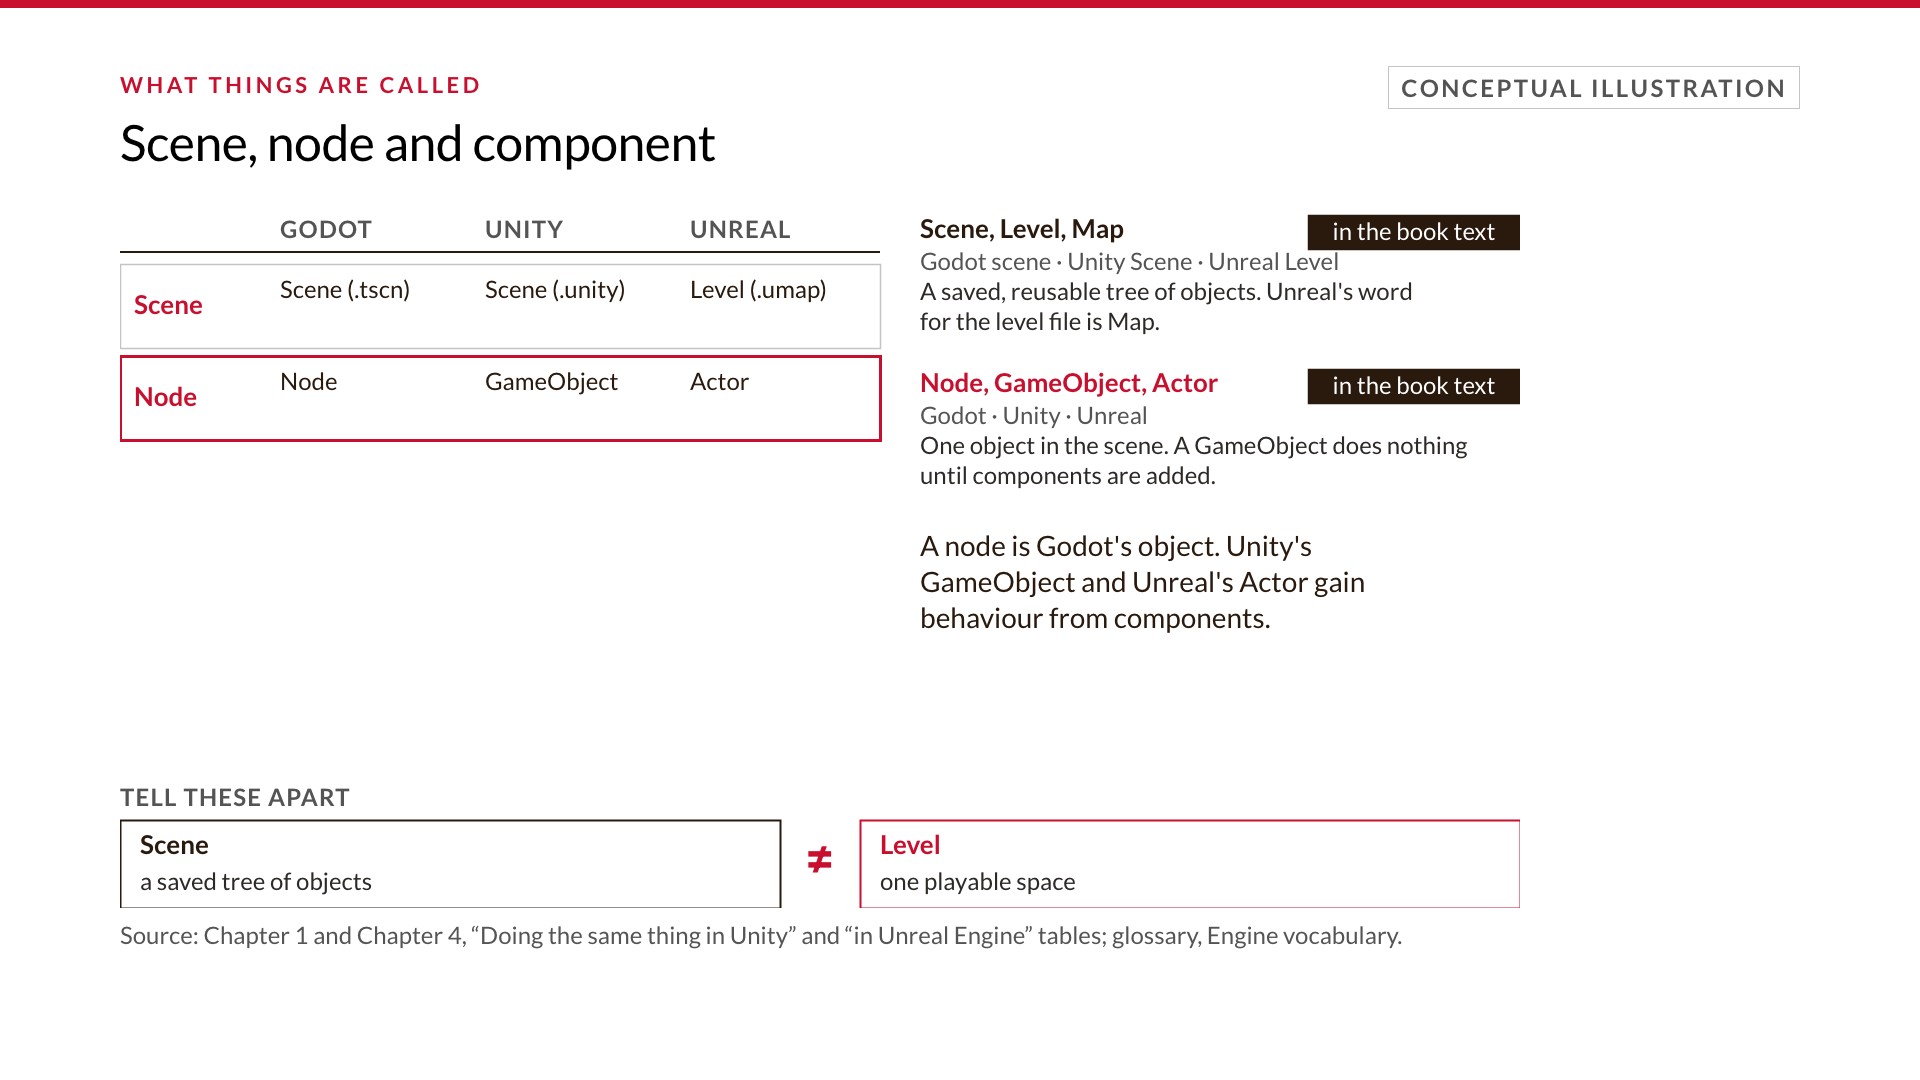 WHAT THINGS ARE CALLED
CONCEPTUAL ILLUSTRATION
Scene, node and component
GODOT UNITY UNREAL
Scene Scene (.tscn) Scene (.unity) Level (.umap)
Node Node GameObject Actor
Scene, Level, Map in the book text
Godot scene · Unity Scene · Unreal Level
A saved, reusable tree of objects. Unreal's word
for the level file is Map.
Node, GameObject, Actor in the book text
Godot · Unity · Unreal
One object in the scene. A GameObject does nothing
until components are added.
A node is Godot's object. Unity's
GameObject and Unreal's Actor gain
behaviour from components.
TELL THESE APART
Scene
a saved tree of objects
≠
Level
one playable space
Source: Chapter 1 and Chapter 4, “Doing the same thing in Unity” and “in Unreal Engine” tables; glossary, Engine vocabulary.